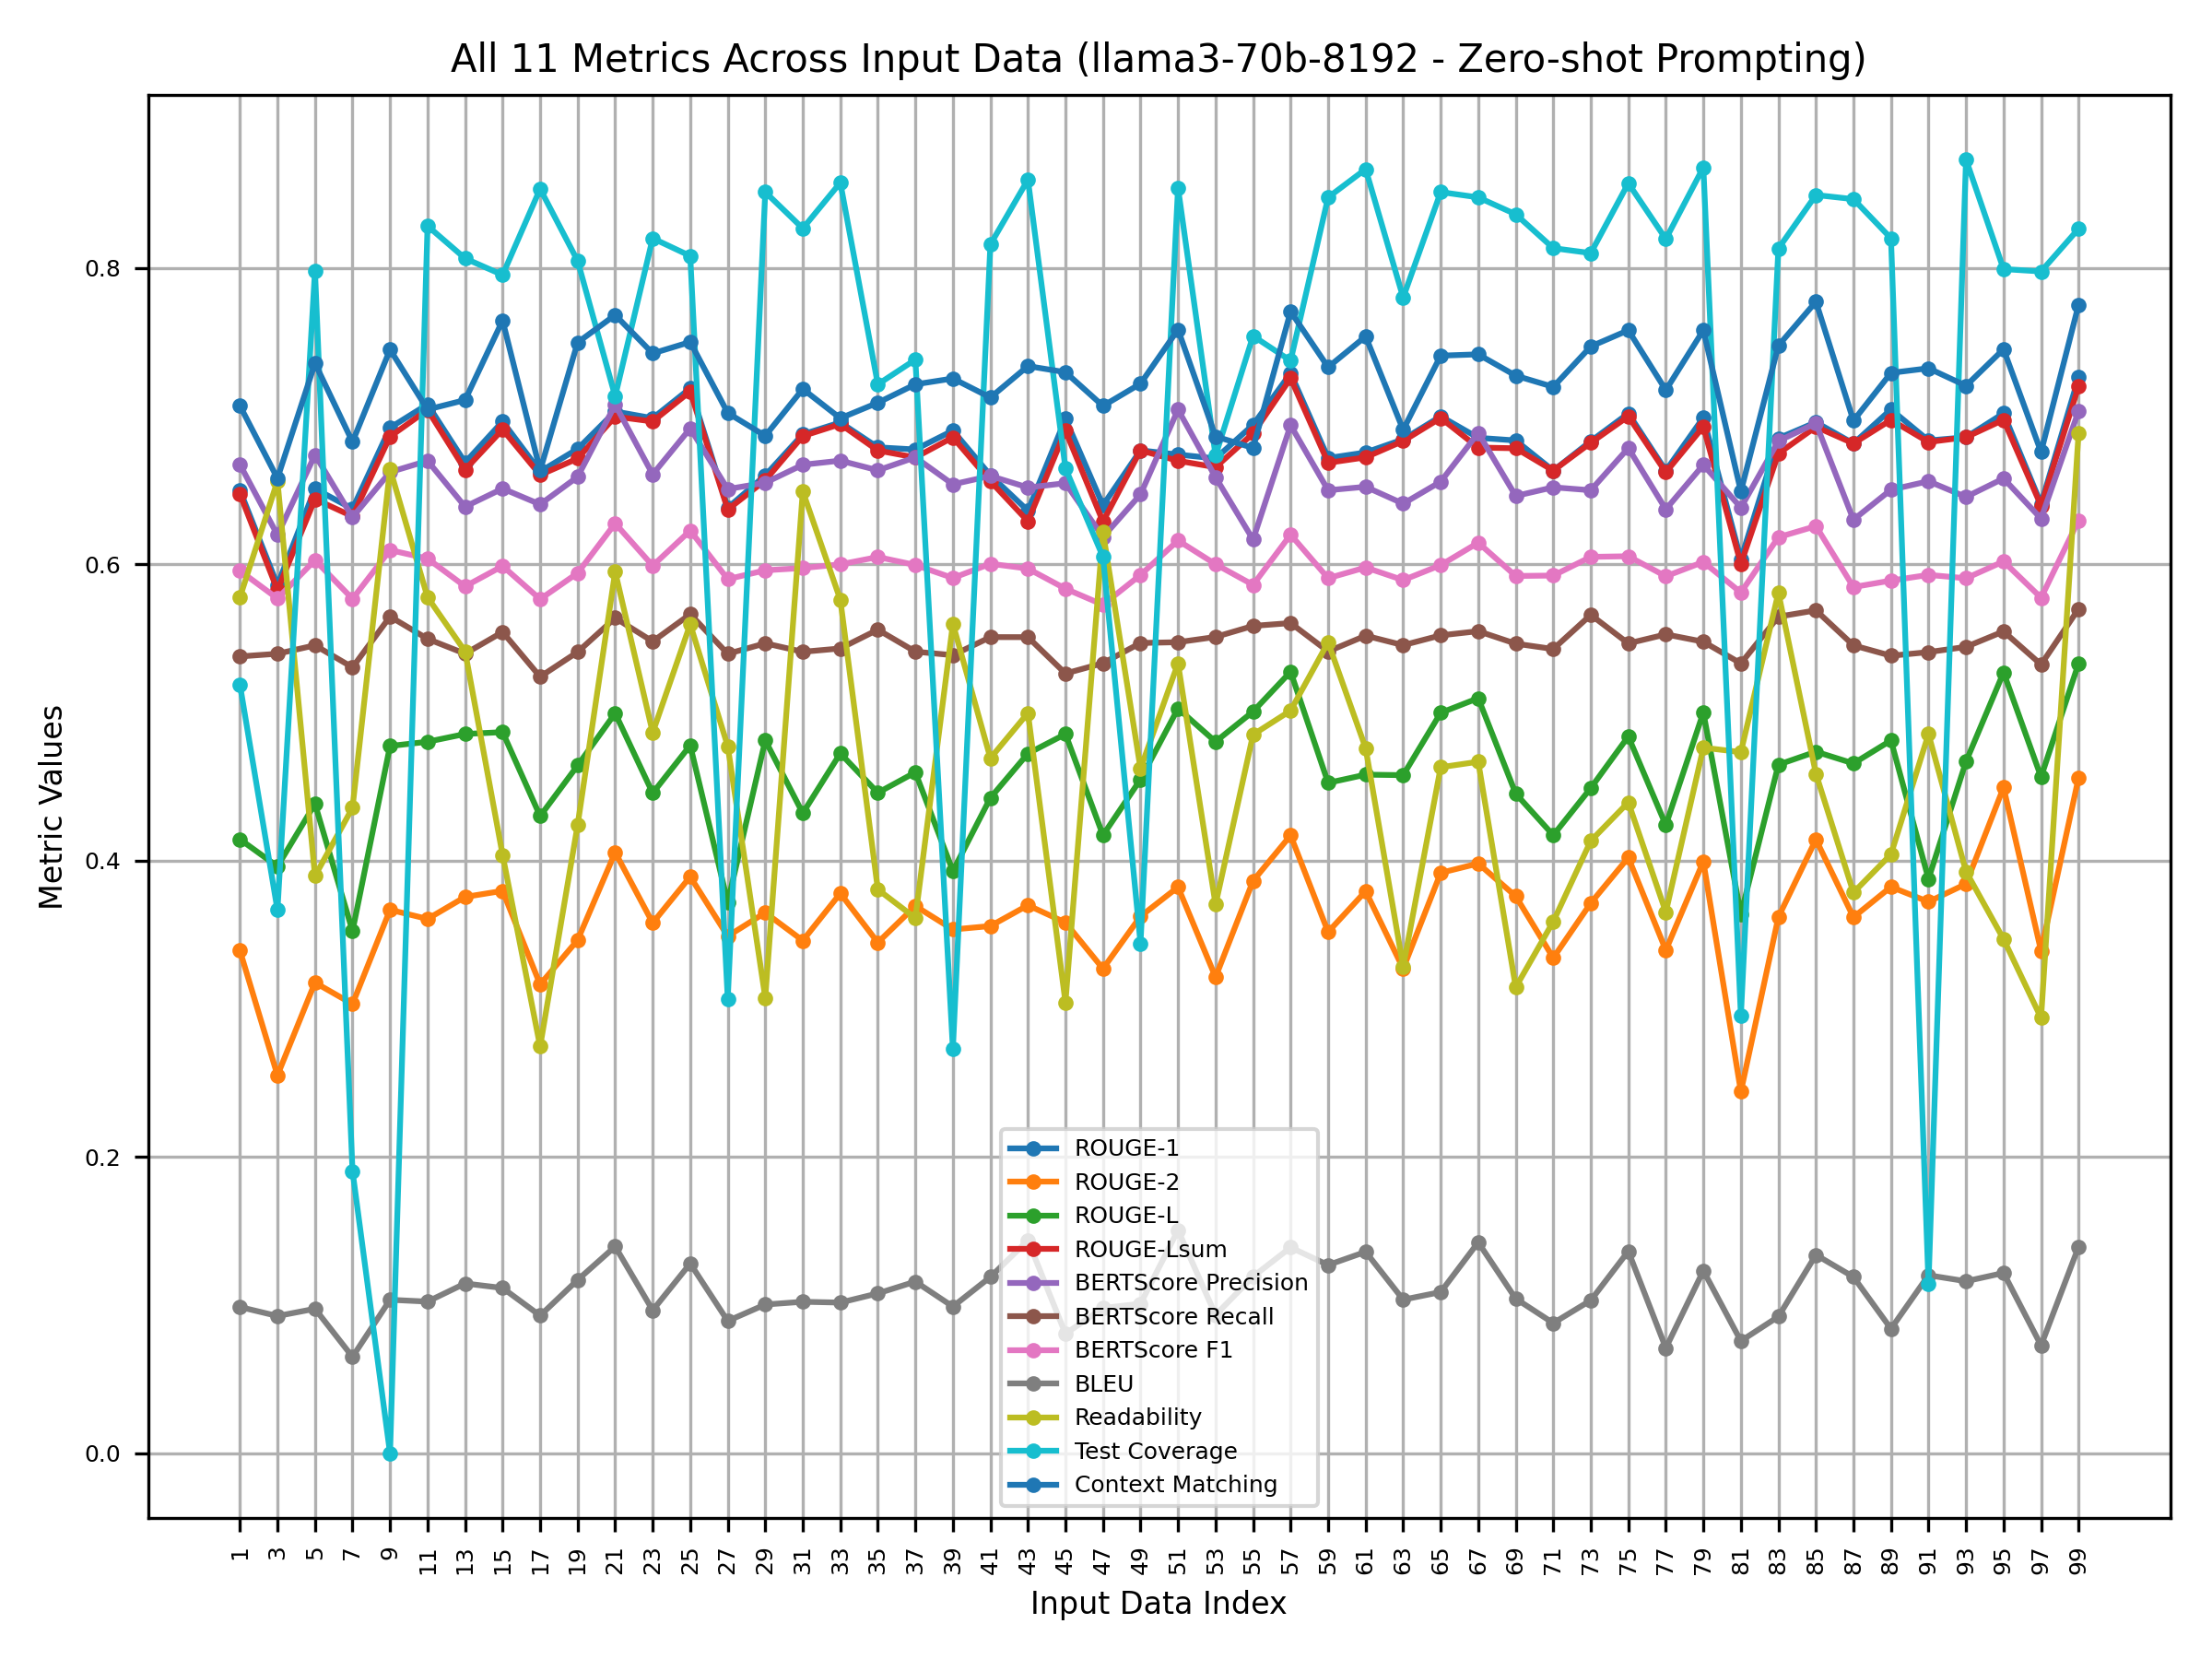 All 11 Metrics Across Input Data (llama3-70b-8192 - Zero-shot Prompting)
Metric Values
0.8
0.6
0.4
0.2
0.0
ROUGE-1
ROUGE-2
ROUGE-L
ROUGE-Lsum
BERTScore Precision
BERTScore Recall
BERTScore F1
BLEU
Readability
Test Coverage
Context Matching
1 3 5 7 9 11 13 15 17 19 21 23 25 27 29 31 33 35 37 39 41 43 45 47 49 51 53 55 57 59 61 63 65 67 69 71 73 75 77 79 81 83 85 87 89 91 93 95 97 99
Input Data Index